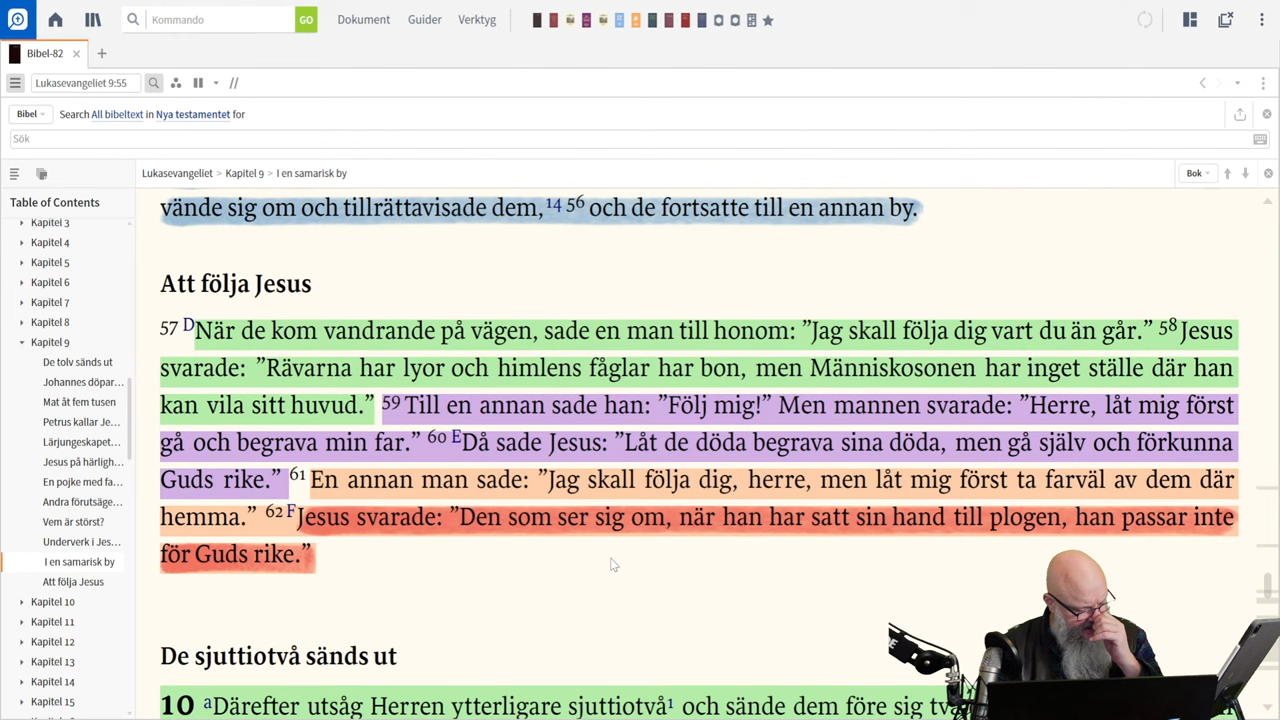 Kommando
GO
Dokument
Guider
Verktyg
Bibel-82
Lukasevangeliet 9:55
Bibel
Search All bibeltext in Nya testamentet for
Sök
Lukasevangeliet > Kapitel 9 > I en samarisk by
Bok
Table of Contents
Kapitel 3
Kapitel 4
Kapitel 5
Kapitel 6
Kapitel 7
Kapitel 8
Kapitel 9
De tolv sänds ut
Johannes döpar...
Mat åt fem tusen
Petrus kallar Je...
Lärjungeskapet...
Jesus på härligh...
En pojke med fa...
Andra förutsäge...
Vem är störst?
Underverk i Jes...
I en samarisk by
Att följa Jesus
Kapitel 10
Kapitel 11
Kapitel 12
Kapitel 13
Kapitel 14
Kapitel 15
vände sig om och tillrättavisade dem,14 56 och de fortsatte till en annan by.
Att följa Jesus
57 DNär de kom vandrande på vägen, sade en man till honom: ”Jag skall följa dig vart du än går.” 58 Jesus
svarade: ”Rävarna har lyor och himlens fåglar har bon, men Människosonen har inget ställe där han
kan vila sitt huvud.” 59 Till en annan sade han: ”Följ mig!” Men mannen svarade: ”Herre, låt mig först
gå och begrava min far.” 60 EDå sade Jesus: ”Låt de döda begrava sina döda, men gå själv och förkunna
Guds rike.” 61 En annan man sade: ”Jag skall följa dig, herre, men låt mig först ta farväl av dem där
hemma.” 62 FJesus svarade: ”Den som ser sig om, när han har satt sin hand till plogen, han passar inte
för Guds rike.”
De sjuttiotvå sänds ut
10 aDärefter utsåg Herren ytterligare sjuttiotvå1 och sände dem före sig
RØDE